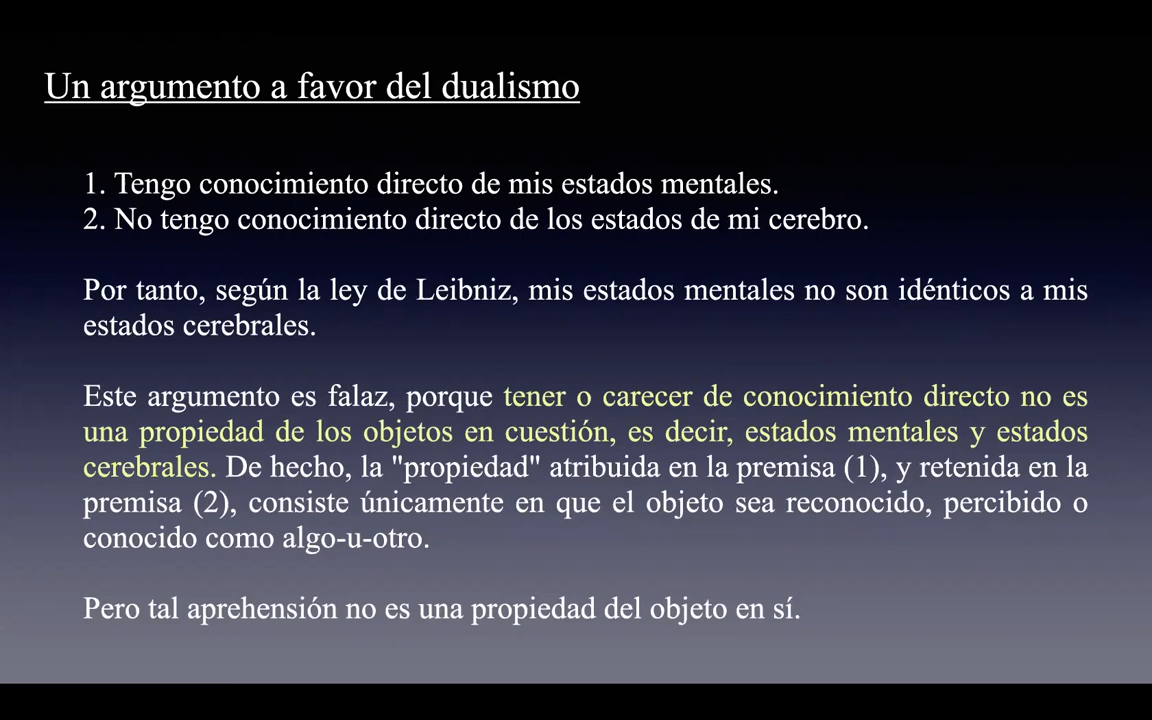 Un argumento a favor del dualismo
1. Tengo conocimiento directo de mis estados mentales.
2. No tengo conocimiento directo de los estados de mi cerebro.
Por tanto, según la ley de Leibniz, mis estados mentales no son idénticos a mis
estados cerebrales.
Este argumento es falaz, porque tener o carecer de conocimiento directo no es
una propiedad de los objetos en cuestión, es decir, estados mentales y estados
cerebrales. De hecho, la "propiedad" atribuida en la premisa (1), y retenida en la
premisa (2), consiste únicamente en que el objeto sea reconocido, percibido o
conocido como algo-u-otro.
Pero tal aprehensión no es una propiedad del objeto en sí.